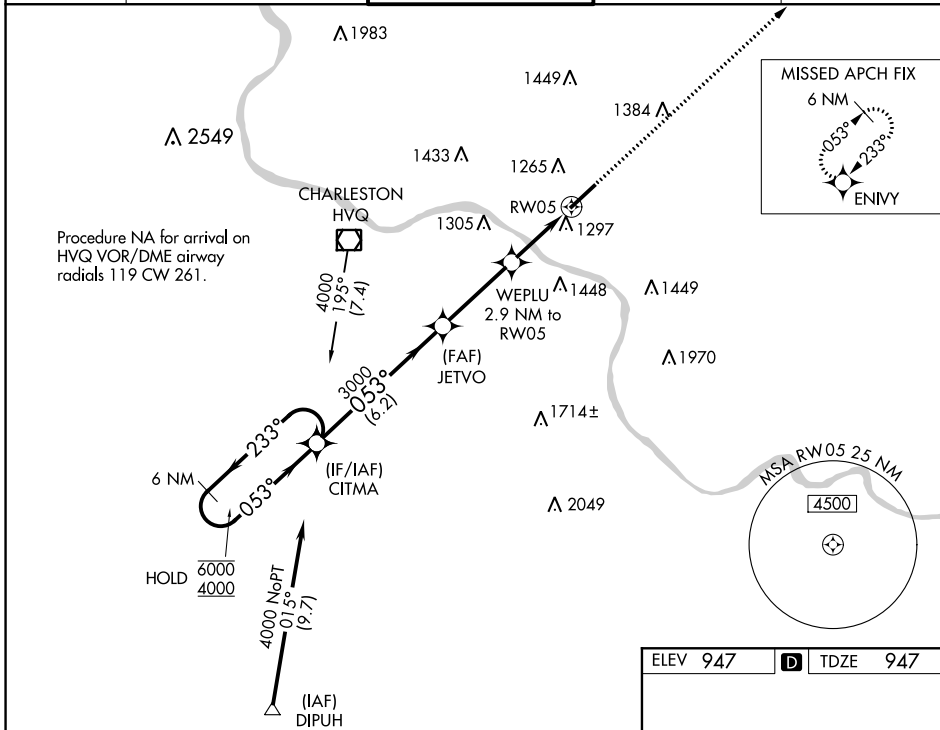 1983
1449
1384
2549
1433
1265
MISSED APCH FIX
6 NM
053°
233°
ENIVY
CHARLESTON
HVQ
RW05
1305
1297
Procedure NA for arrival on
HVQ VOR/DME airway
radials 119 CW 261.
4000
195°
(7.4)
WEPLU
2.9 NM to
RW05
1448
1449
(FAF)
JETVO
1970
3000
053°
(6.2)
1714±
233°
6 NM
053°
(IF/IAF)
CITMA
MSA RW05 25 NM
4500
2049
HOLD
6000
4000
4000 NoPT
015°
(9.7)
(IAF)
DIPUH
ELEV 947 D TDZE 947